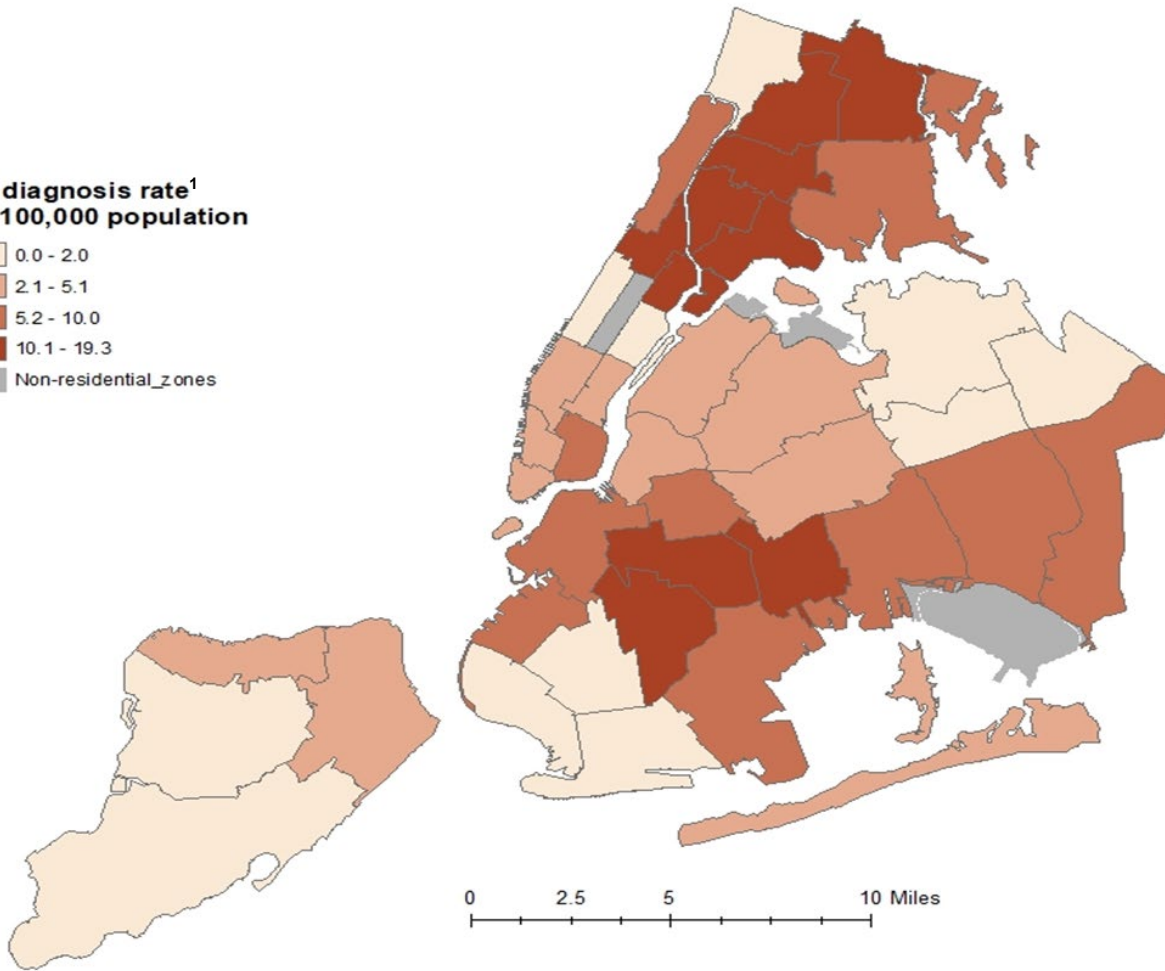 diagnosis rate¹
100,000 population
0.0 - 2.0
2.1 - 5.1
5.2 - 10.0
10.1 - 19.3
Non-residential_zones
0 2.5 5 10 Miles